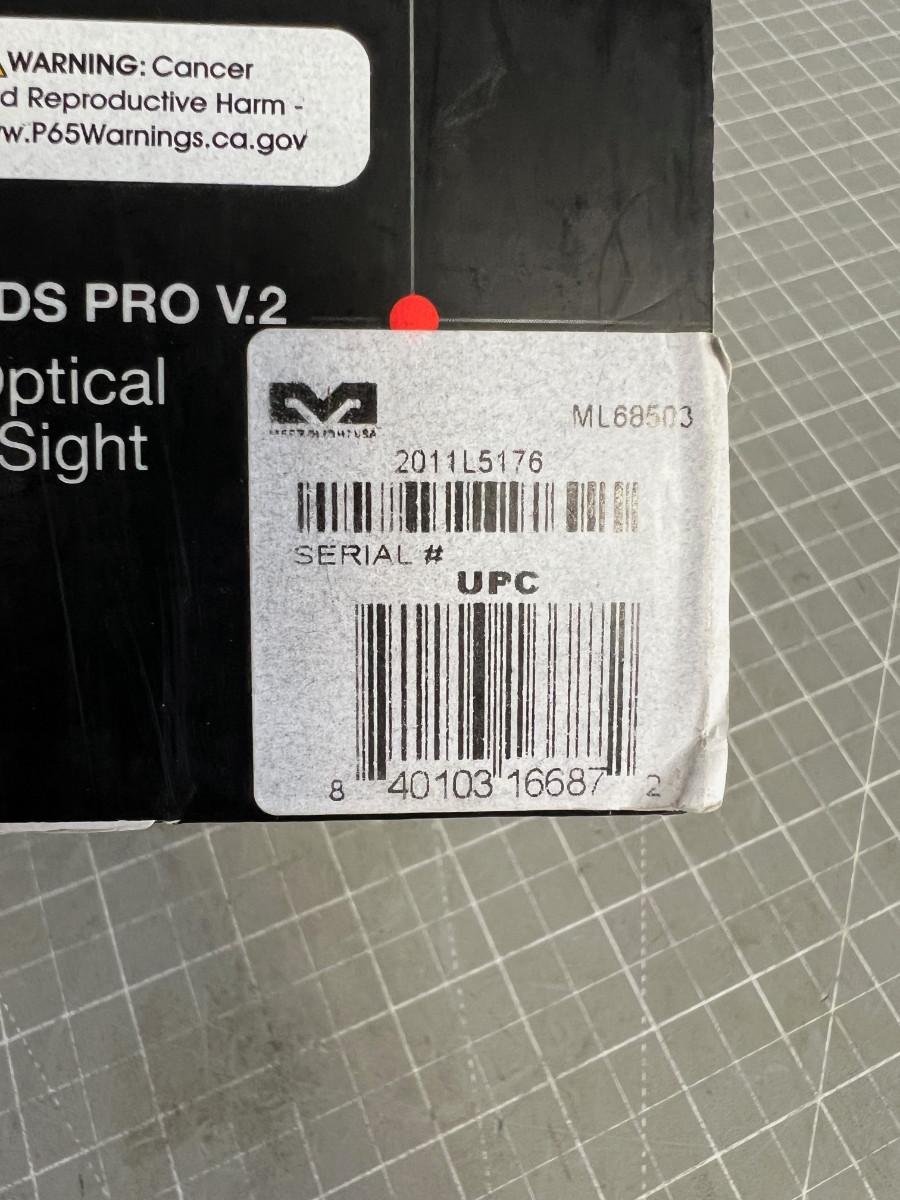 WARNING: Cancer
d Reproductive Harm -
w.P65Warnings.ca.gov
DS PRO V.2
ptical
Sight
ML68503
2011L5176
SERIAL #
UPC
8 40103 16687 2